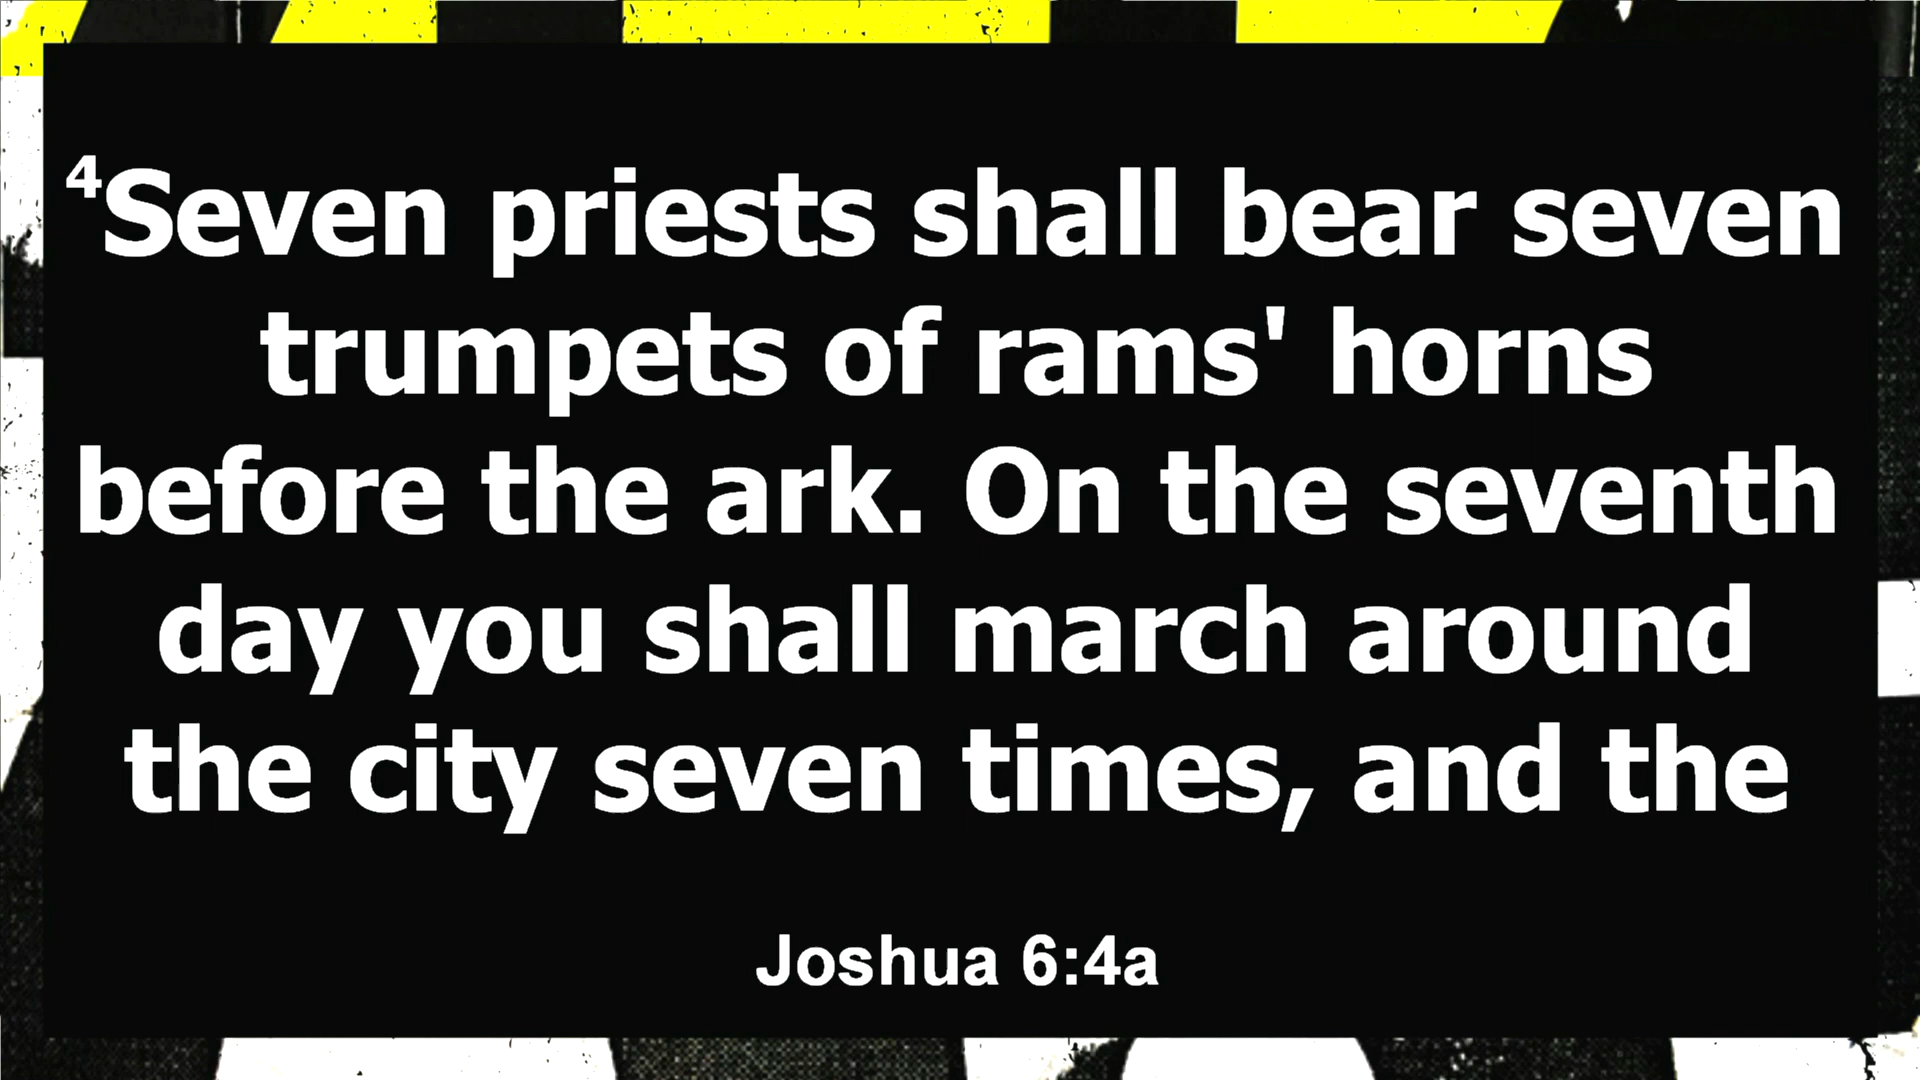 ⁴Seven priests shall bear seven
trumpets of rams' horns
before the ark. On the seventh
day you shall march around
the city seven times, and the
Joshua 6:4a